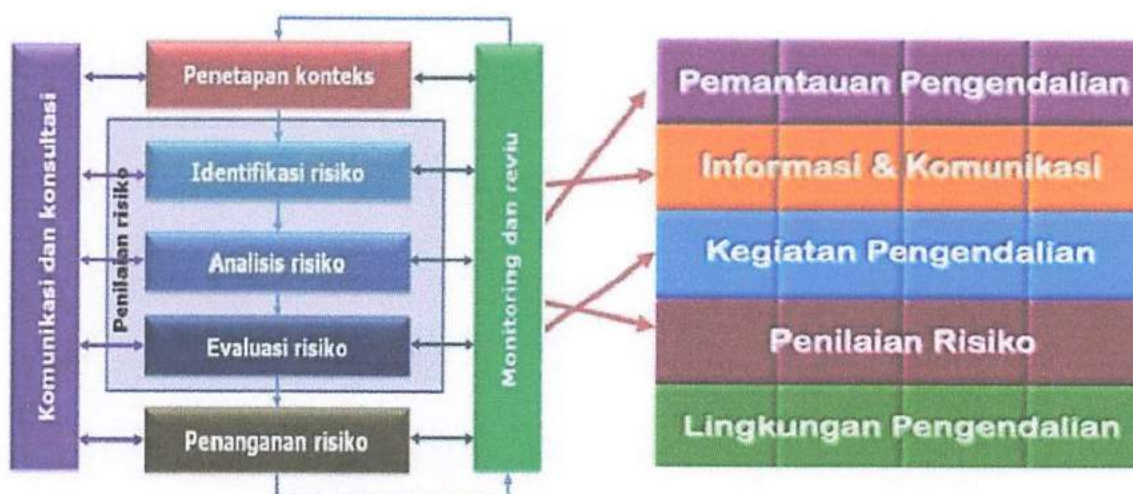 Komunikasi dan konsultasi
Penetapan konteks
Penilaian risiko
Identifikasi risiko
Analisis risiko
Evaluasi risiko
Penanganan risiko
Monitoring dan reviu
Pemantauan Pengendalian
Informasi & Komunikasi
Kegiatan Pengendalian
Penilaian Risiko
Lingkungan Pengendalian